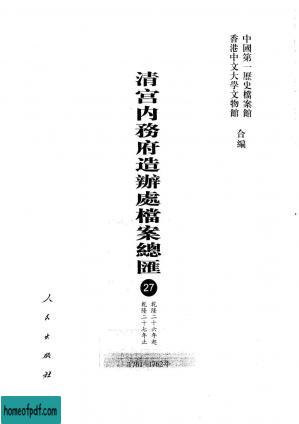 中國第一歷史檔案館
香港中文大學文物館
合編
清宫内務府造辦處檔案總匯
27
乾隆二十六年起
乾隆二十七年止
1761-1762年
人民出版社
homeofpdf.com